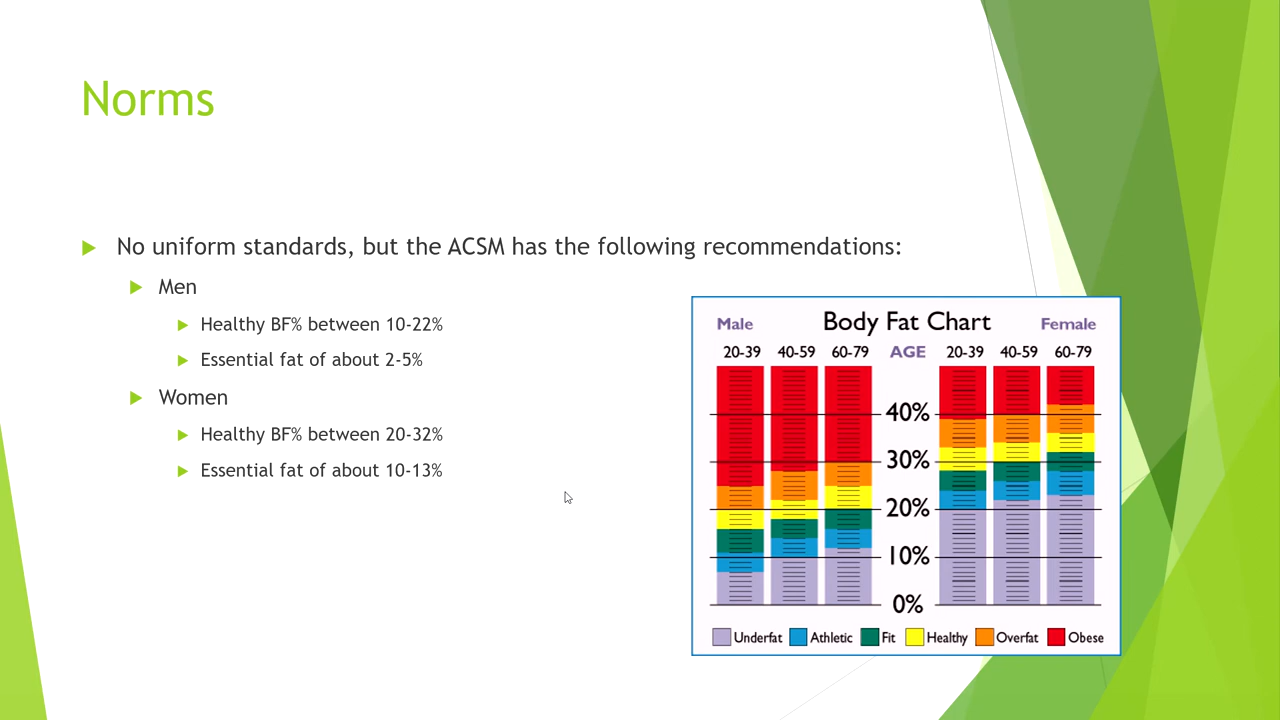 Norms
No uniform standards, but the ACSM has the following recommendations:
Men
Healthy BF% between 10-22%
Essential fat of about 2-5%
Women
Healthy BF% between 20-32%
Essential fat of about 10-13%
Male Body Fat Chart Female
20-39 40-59 60-79 AGE 20-39 40-59 60-79
40%
30%
20%
10%
0%
Underfat Athletic Fit Healthy Overfat Obese